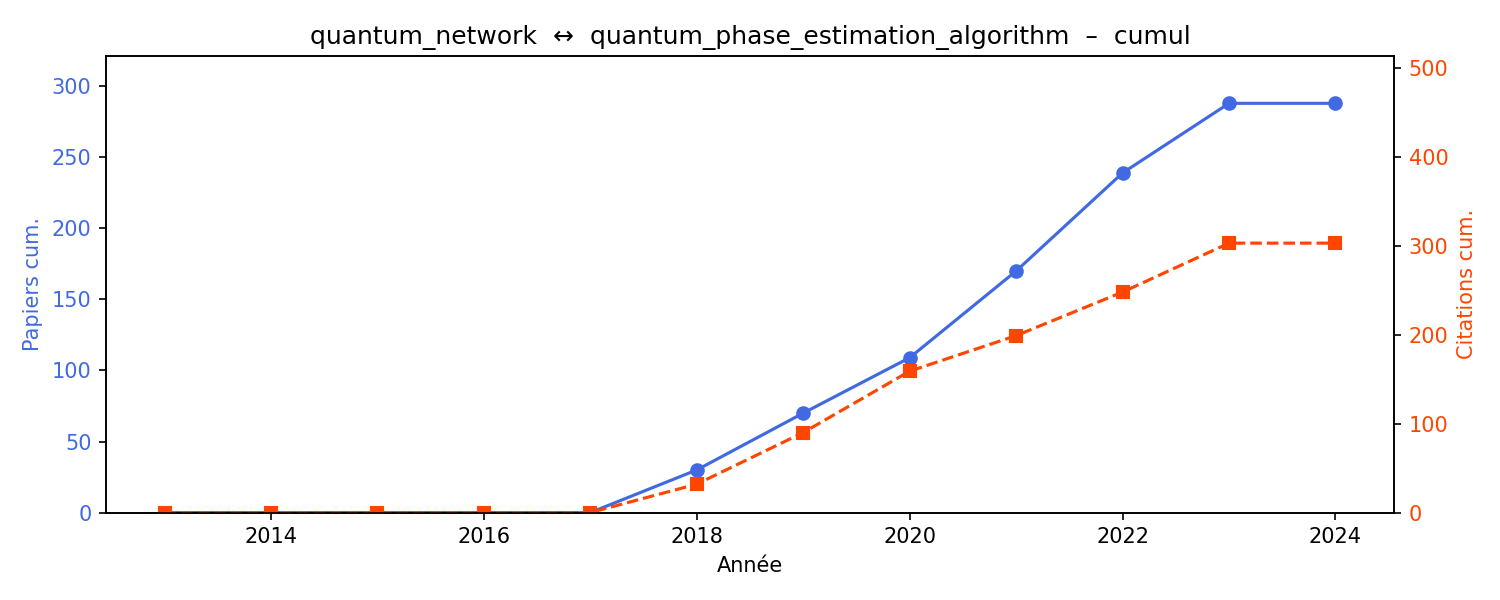 quantum_network ↔ quantum_phase_estimation_algorithm – cumul
300
250
200
150
100
50
0
Papiers cum.
500
400
300
200
100
0
Citations cum.
2014 2016 2018 2020 2022 2024
Année